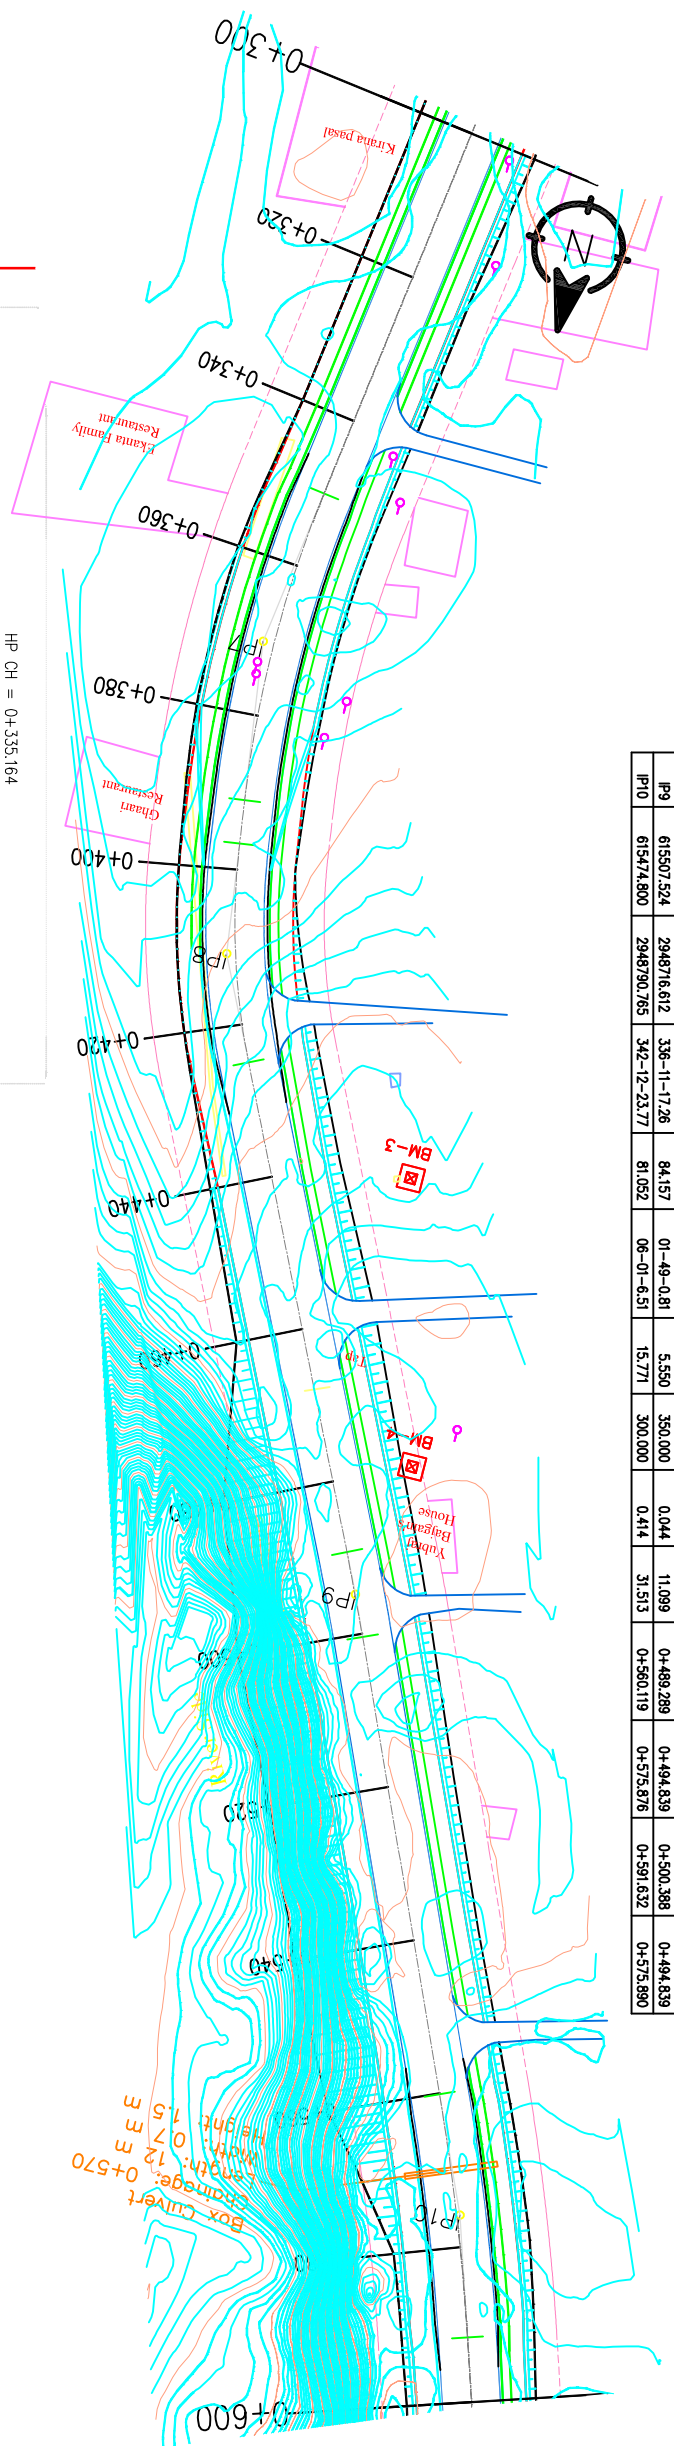 0+300
Kirana pasal
N
0+320
0+340
Ekanta Family
Restaurant
0+360
IP7
0+380
Ghaari
Restaurant
0+400
IP8
0+420
BM-3
0+440
0+460
Tap
BM-4
Yubraj
Bajgain's
House
IP9
Box Culvert
Chainage: 0+570
Length: 12 m
Width: 0.7 m
Height: 1.5 m
IP10
0+600
HP CH = 0+335.164
IP9 615507.524 2948716.612 336-11-17.26 84.157 01-49-0.81 5.550 350.000 0.044 11.099 0+489.289 0+494.839 0+500.388 0+494.839
IP10 615474.800 2948790.765 342-12-23.77 81.052 06-01-6.51 15.771 300.000 0.414 31.513 0+560.119 0+575.876 0+591.632 0+575.890